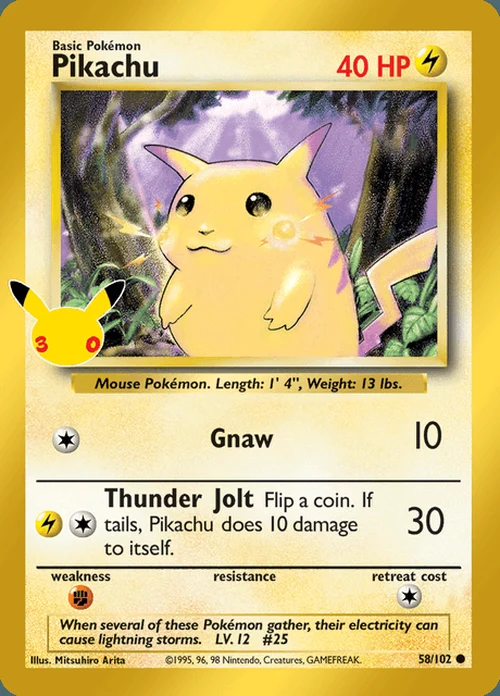 Basic Pokémon
Pikachu 40 HP
30
Mouse Pokémon. Length: 1' 4", Weight: 13 lbs.
Gnaw 10
Thunder Jolt Flip a coin. If
tails, Pikachu does 10 damage
to itself.
30
weakness resistance retreat cost
When several of these Pokémon gather, their electricity can
cause lightning storms. LV. 12 #25
Illus. Mitsuhiro Arita ©1995, 96, 98 Nintendo, Creatures, GAMEFREAK. 58/102